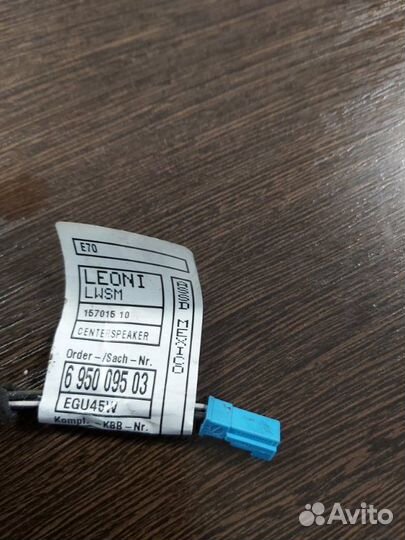 E70
LEONI
LWSM
157015 10
CENTERSPEAKER
Order-/Sach-Nr.
6 950 095 03
EGU45W
Kompl. -KBB-Nr.
MEXICO
Avito